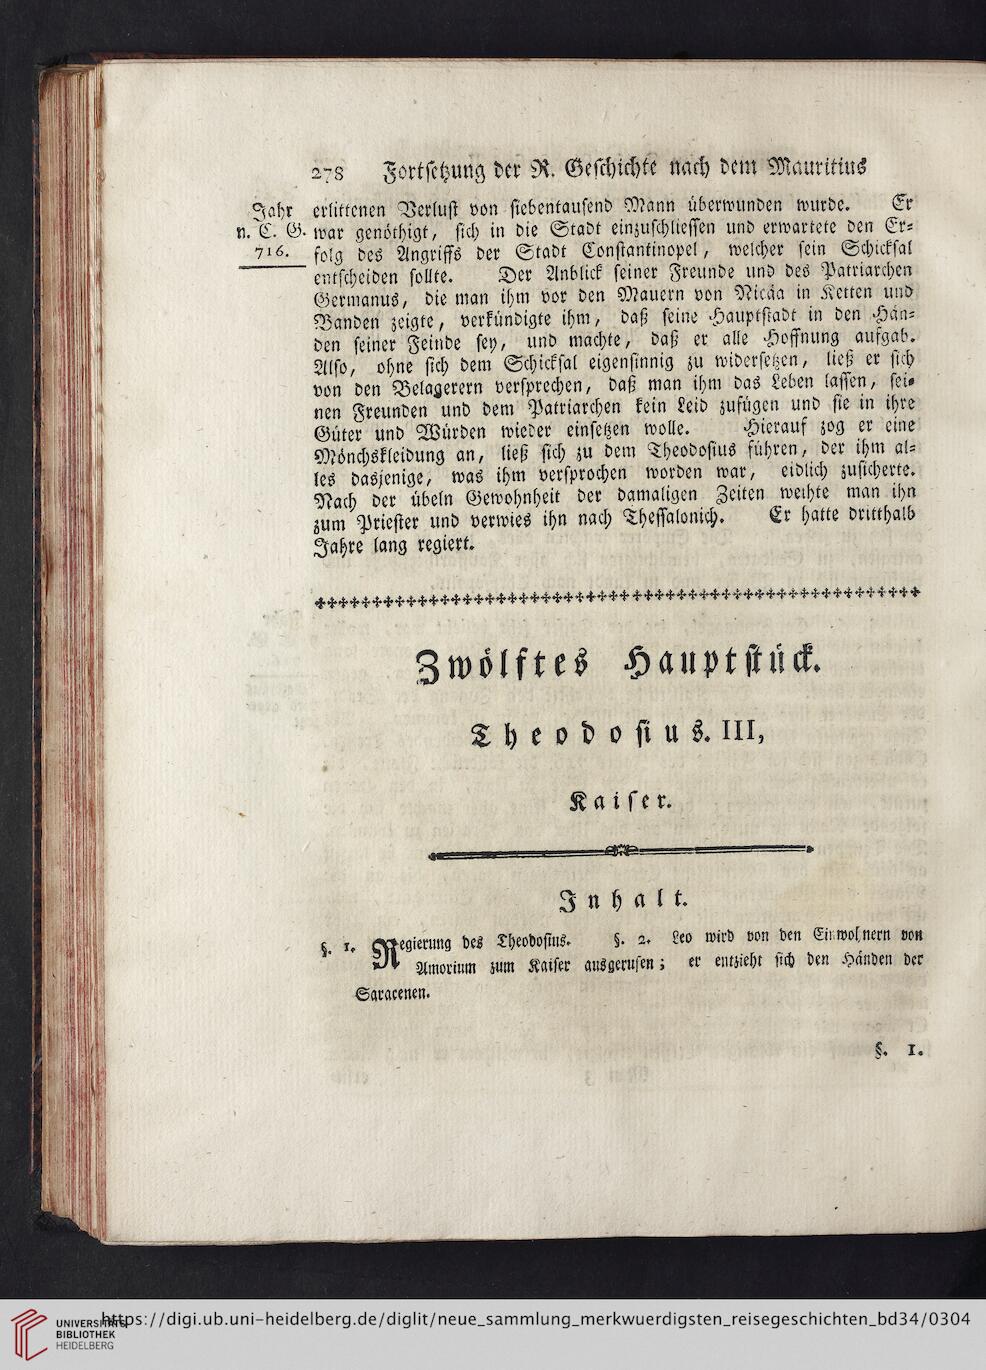 278 Fortsetzung der R. Geschichte nach dem Mauritius
Jahr
n. C. G.
716.
erlittenen Verlust von siebentausend Mann überwunden wurde. Er
war genöthigt, sich in die Stadt einzuschliessen und erwartete den Er-
folg des Angriffs der Stadt Constantinopel, welcher sein Schicksal
entscheiden sollte. Der Anblick seiner Freunde und des Patriarchen
Germanus, die man ihm vor den Mauern von Nicäa in Ketten und
Banden zeigte, verkündigte ihm, daß seine Hauptstadt in den Hän-
den seiner Feinde sey, und machte, daß er alle Hoffnung aufgab.
Also, ohne sich dem Schicksal eigensinnig zu widersetzen, ließ er sich
von den Belagerern versprechen, daß man ihm das Leben lassen, sei-
nen Freunden und dem Patriarchen kein Leid zufügen und sie in ihre
Güter und Würden wieder einsetzen wolle. Hierauf zog er eine
Mönchskleidung an, ließ sich zu dem Theodosius führen, der ihm al-
les dasjenige, was ihm versprochen worden war, eidlich zusicherte.
Nach der übeln Gewohnheit der damaligen Zeiten weihte man ihn
zum Priester und verwies ihn nach Thessalonich. Er hatte dritthalb
Jahre lang regiert.
Zwölftes Hauptstück.
Theodosius. III,
Kaiser.
Inhalt.
§. 1. Regierung des Theodosius. §. 2. Leo wird von den Einwohnern von
Amorium zum Kaiser ausgerufen; er entzieht sich den Händen der
Saracenen.
§. 1.
UNIVERSITÄTS-
BIBLIOTHEK
HEIDELBERG
https://digi.ub.uni-heidelberg.de/diglit/neue_sammlung_merkwuerdigsten_reisegeschichten_bd34/0304